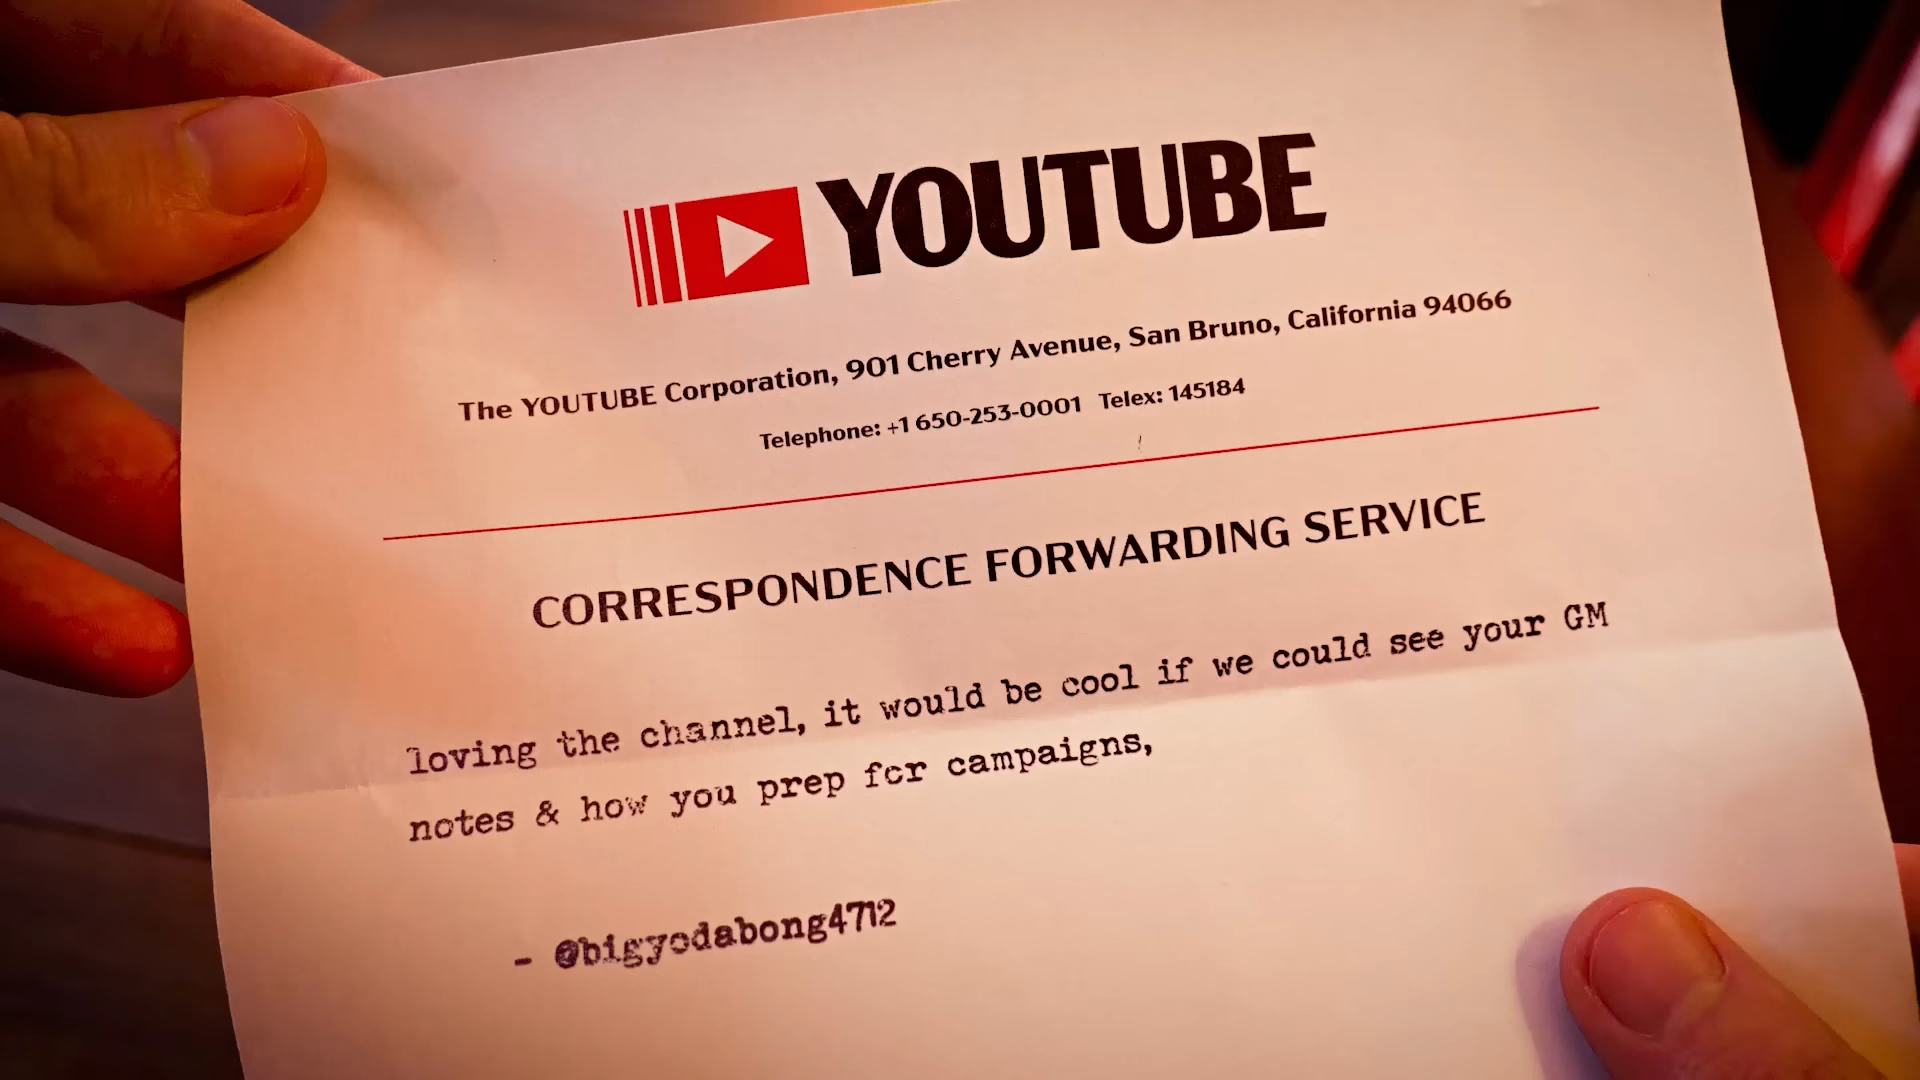 YOUTUBE
The YOUTUBE Corporation, 901 Cherry Avenue, San Bruno, California 94066
Telephone: +1 650-253-0001 Telex: 145184
CORRESPONDENCE FORWARDING SERVICE
loving the channel, it would be cool if we could see your GM
notes & how you prep for campaigns,
- @bigyodabong4712